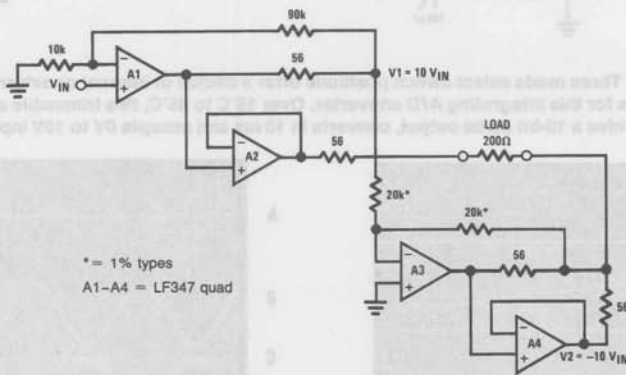 90k
10k
56
A1
V1 = 10 VIN
VIN
A2
56
LOAD
200Ω
20k*
20k*
* = 1% types
A1–A4 = LF347 quad
A3
56
56
A4
V2 = –10 VIN